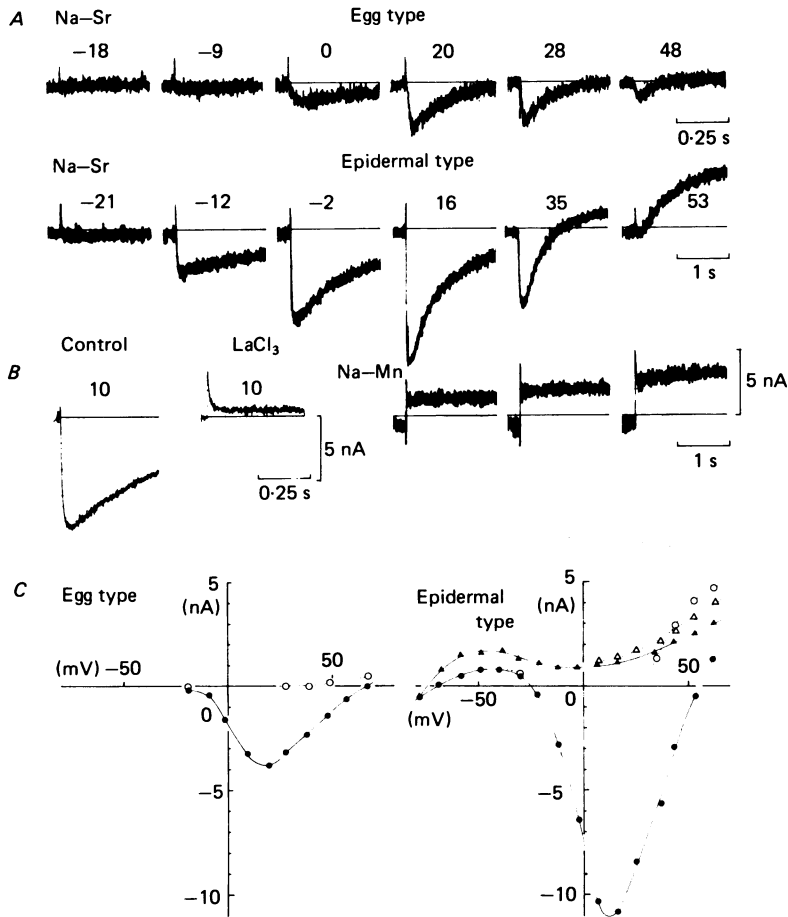 A Na–Sr Egg type
−18 −9 0 20 28 48
0·25 s
Na–Sr Epidermal type
−21 −12 −2 16 35 53
1 s
B Control LaCl₃ Na–Mn
10 10
5 nA
5 nA
0·25 s
1 s
C Egg type
5
(nA)
(mV) −50
50
0
−5
−10
Epidermal
type
5
(nA)
−50
50
(mV)
0
−5
−10